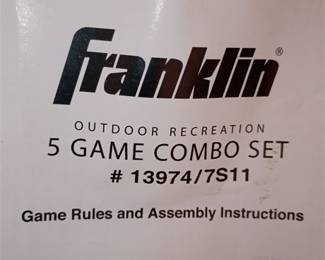 Franklin®
OUTDOOR RECREATION
5 GAME COMBO SET
# 13974/7S11
Game Rules and Assembly Instructions